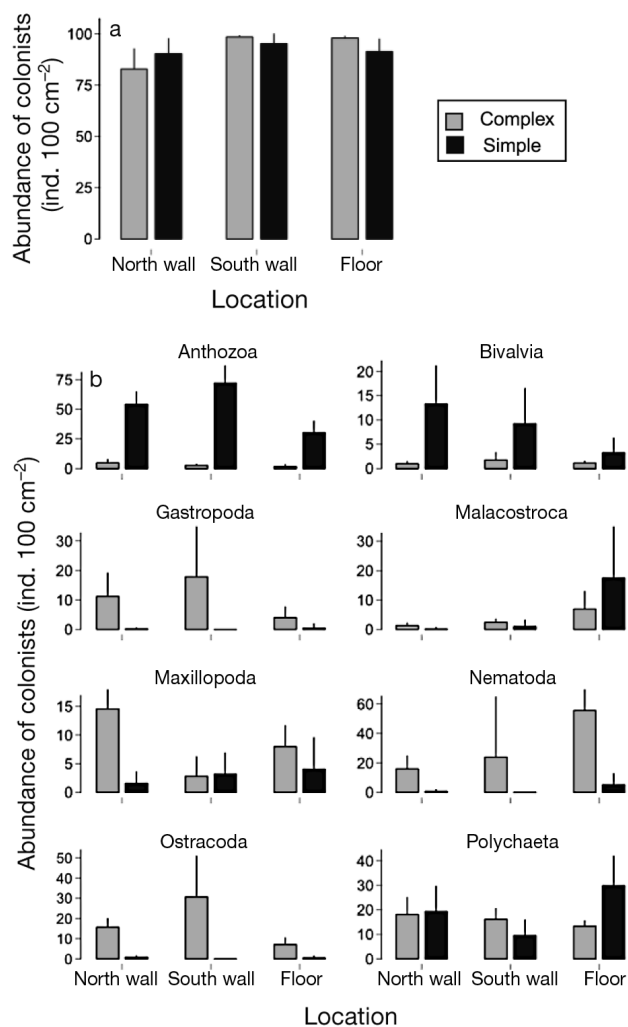 a
Abundance of colonists
(ind. 100 cm⁻²)
100
75
50
25
0
North wall South wall Floor
Location
Complex
Simple
b
Abundance of colonists (ind. 100 cm⁻²)
Anthozoa
75
50
25
0
Bivalvia
20
15
10
5
0
Gastropoda
30
20
10
0
Malacostroca
30
20
10
0
Maxillopoda
15
10
5
0
Nematoda
60
40
20
0
Ostracoda
50
40
30
20
10
0
North wall South wall Floor
Polychaeta
40
30
20
10
0
North wall South wall Floor
Location